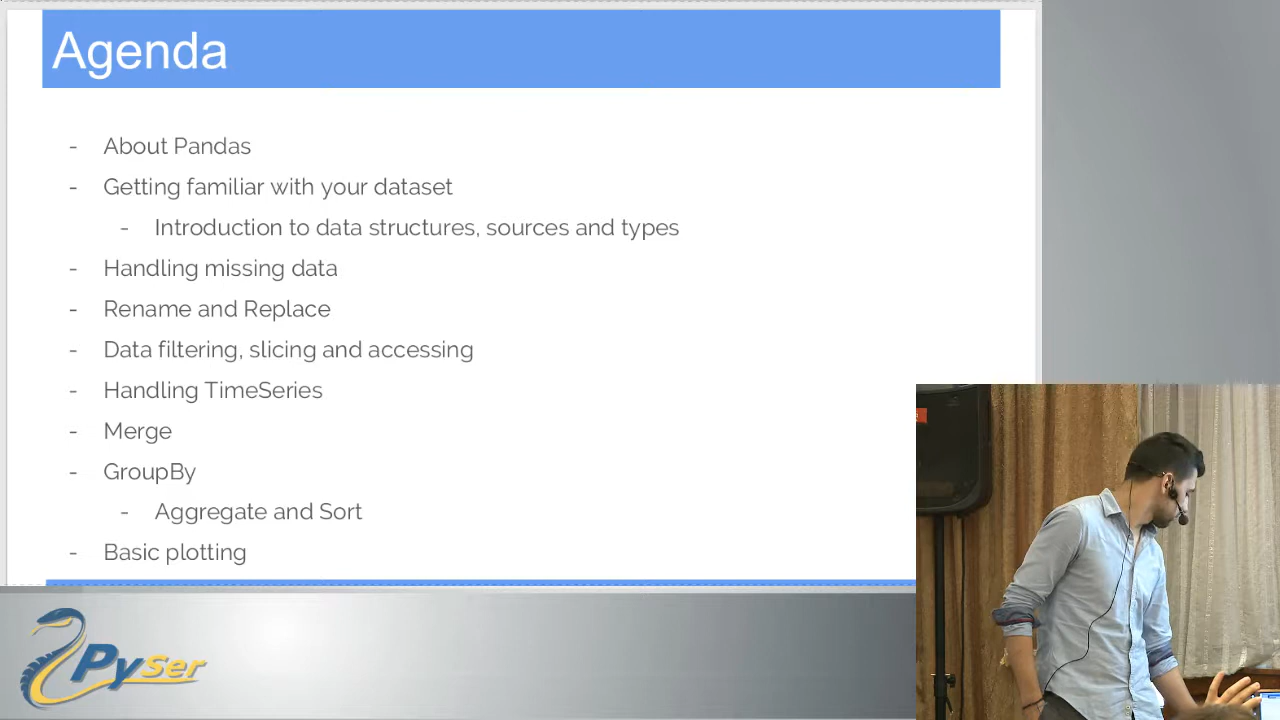 Agenda
- About Pandas
- Getting familiar with your dataset
- Introduction to data structures, sources and types
- Handling missing data
- Rename and Replace
- Data filtering, slicing and accessing
- Handling TimeSeries
- Merge
- GroupBy
- Aggregate and Sort
- Basic plotting
PySer